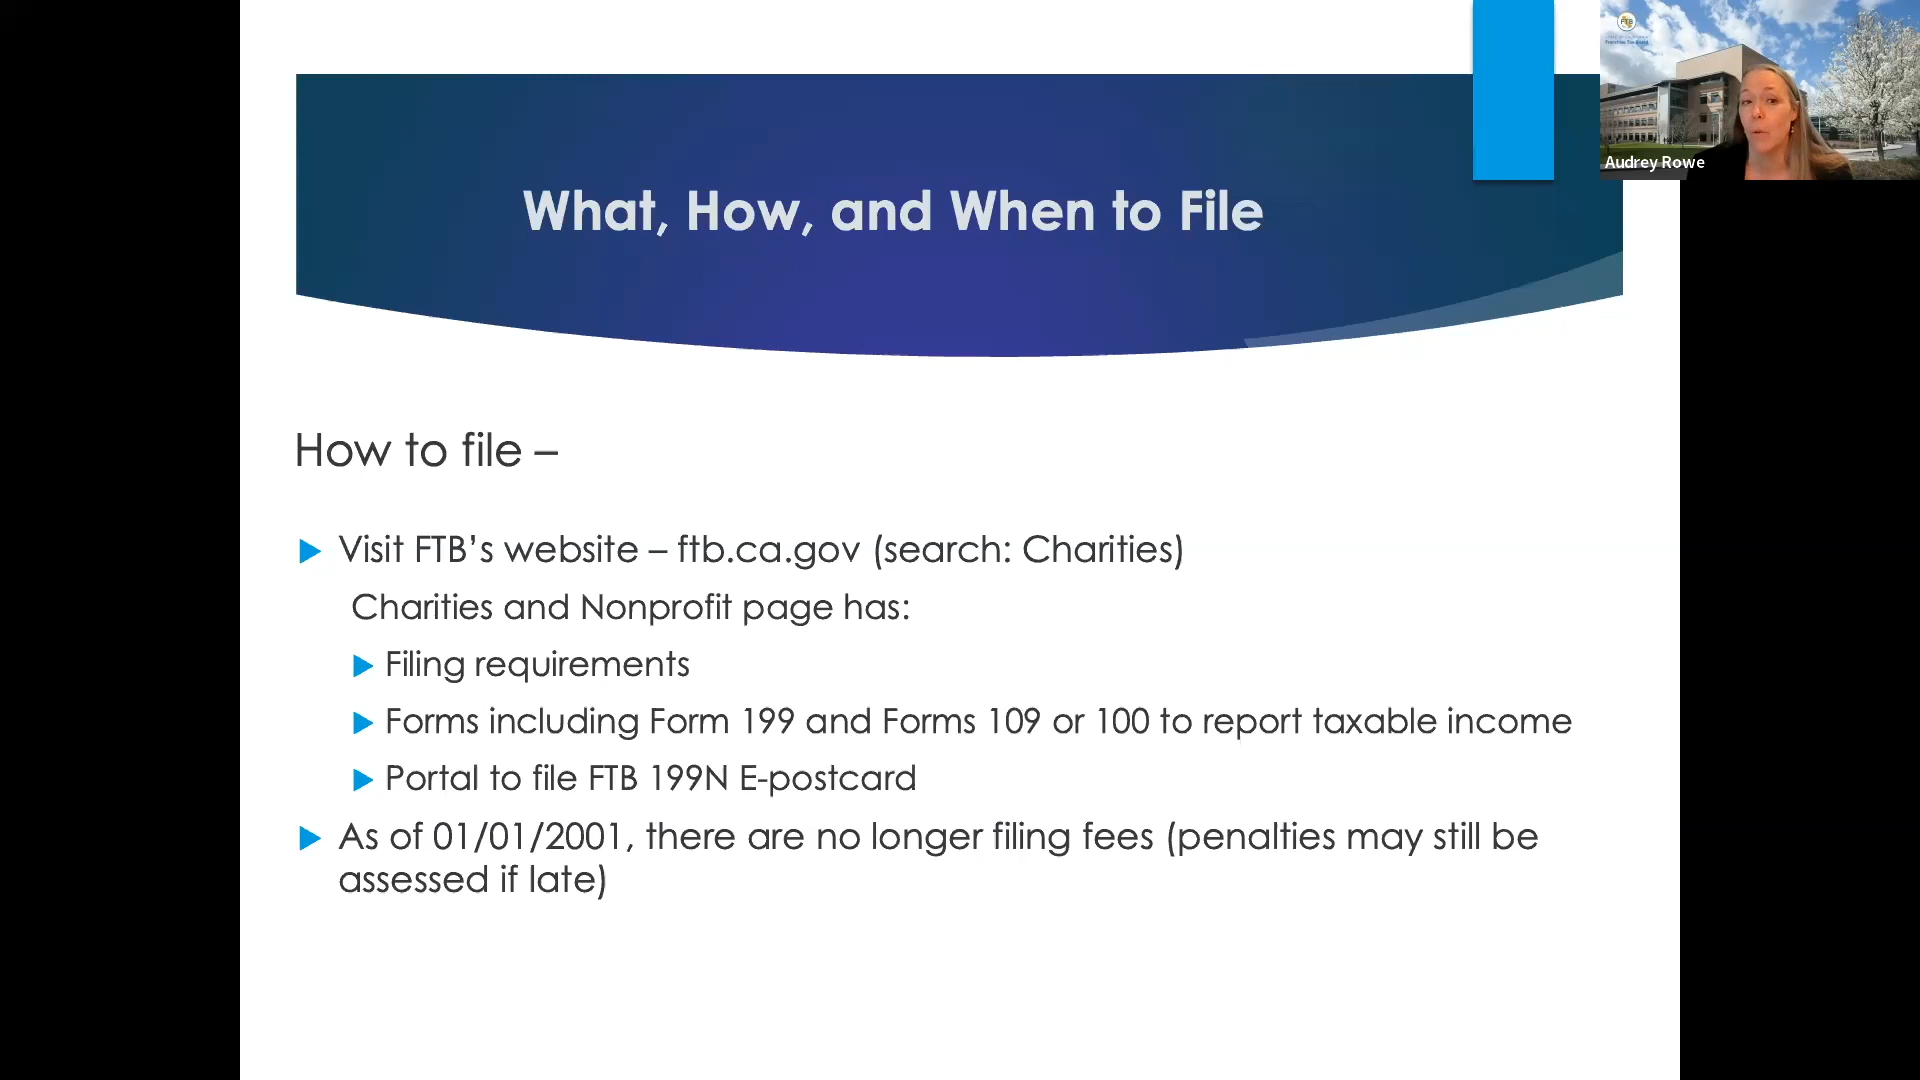 FTB
What, How, and When to File
Audrey Rowe
How to file –
Visit FTB's website – ftb.ca.gov (search: Charities)
Charities and Nonprofit page has:
Filing requirements
Forms including Form 199 and Forms 109 or 100 to report taxable income
Portal to file FTB 199N E-postcard
As of 01/01/2001, there are no longer filing fees (penalties may still be
assessed if late)